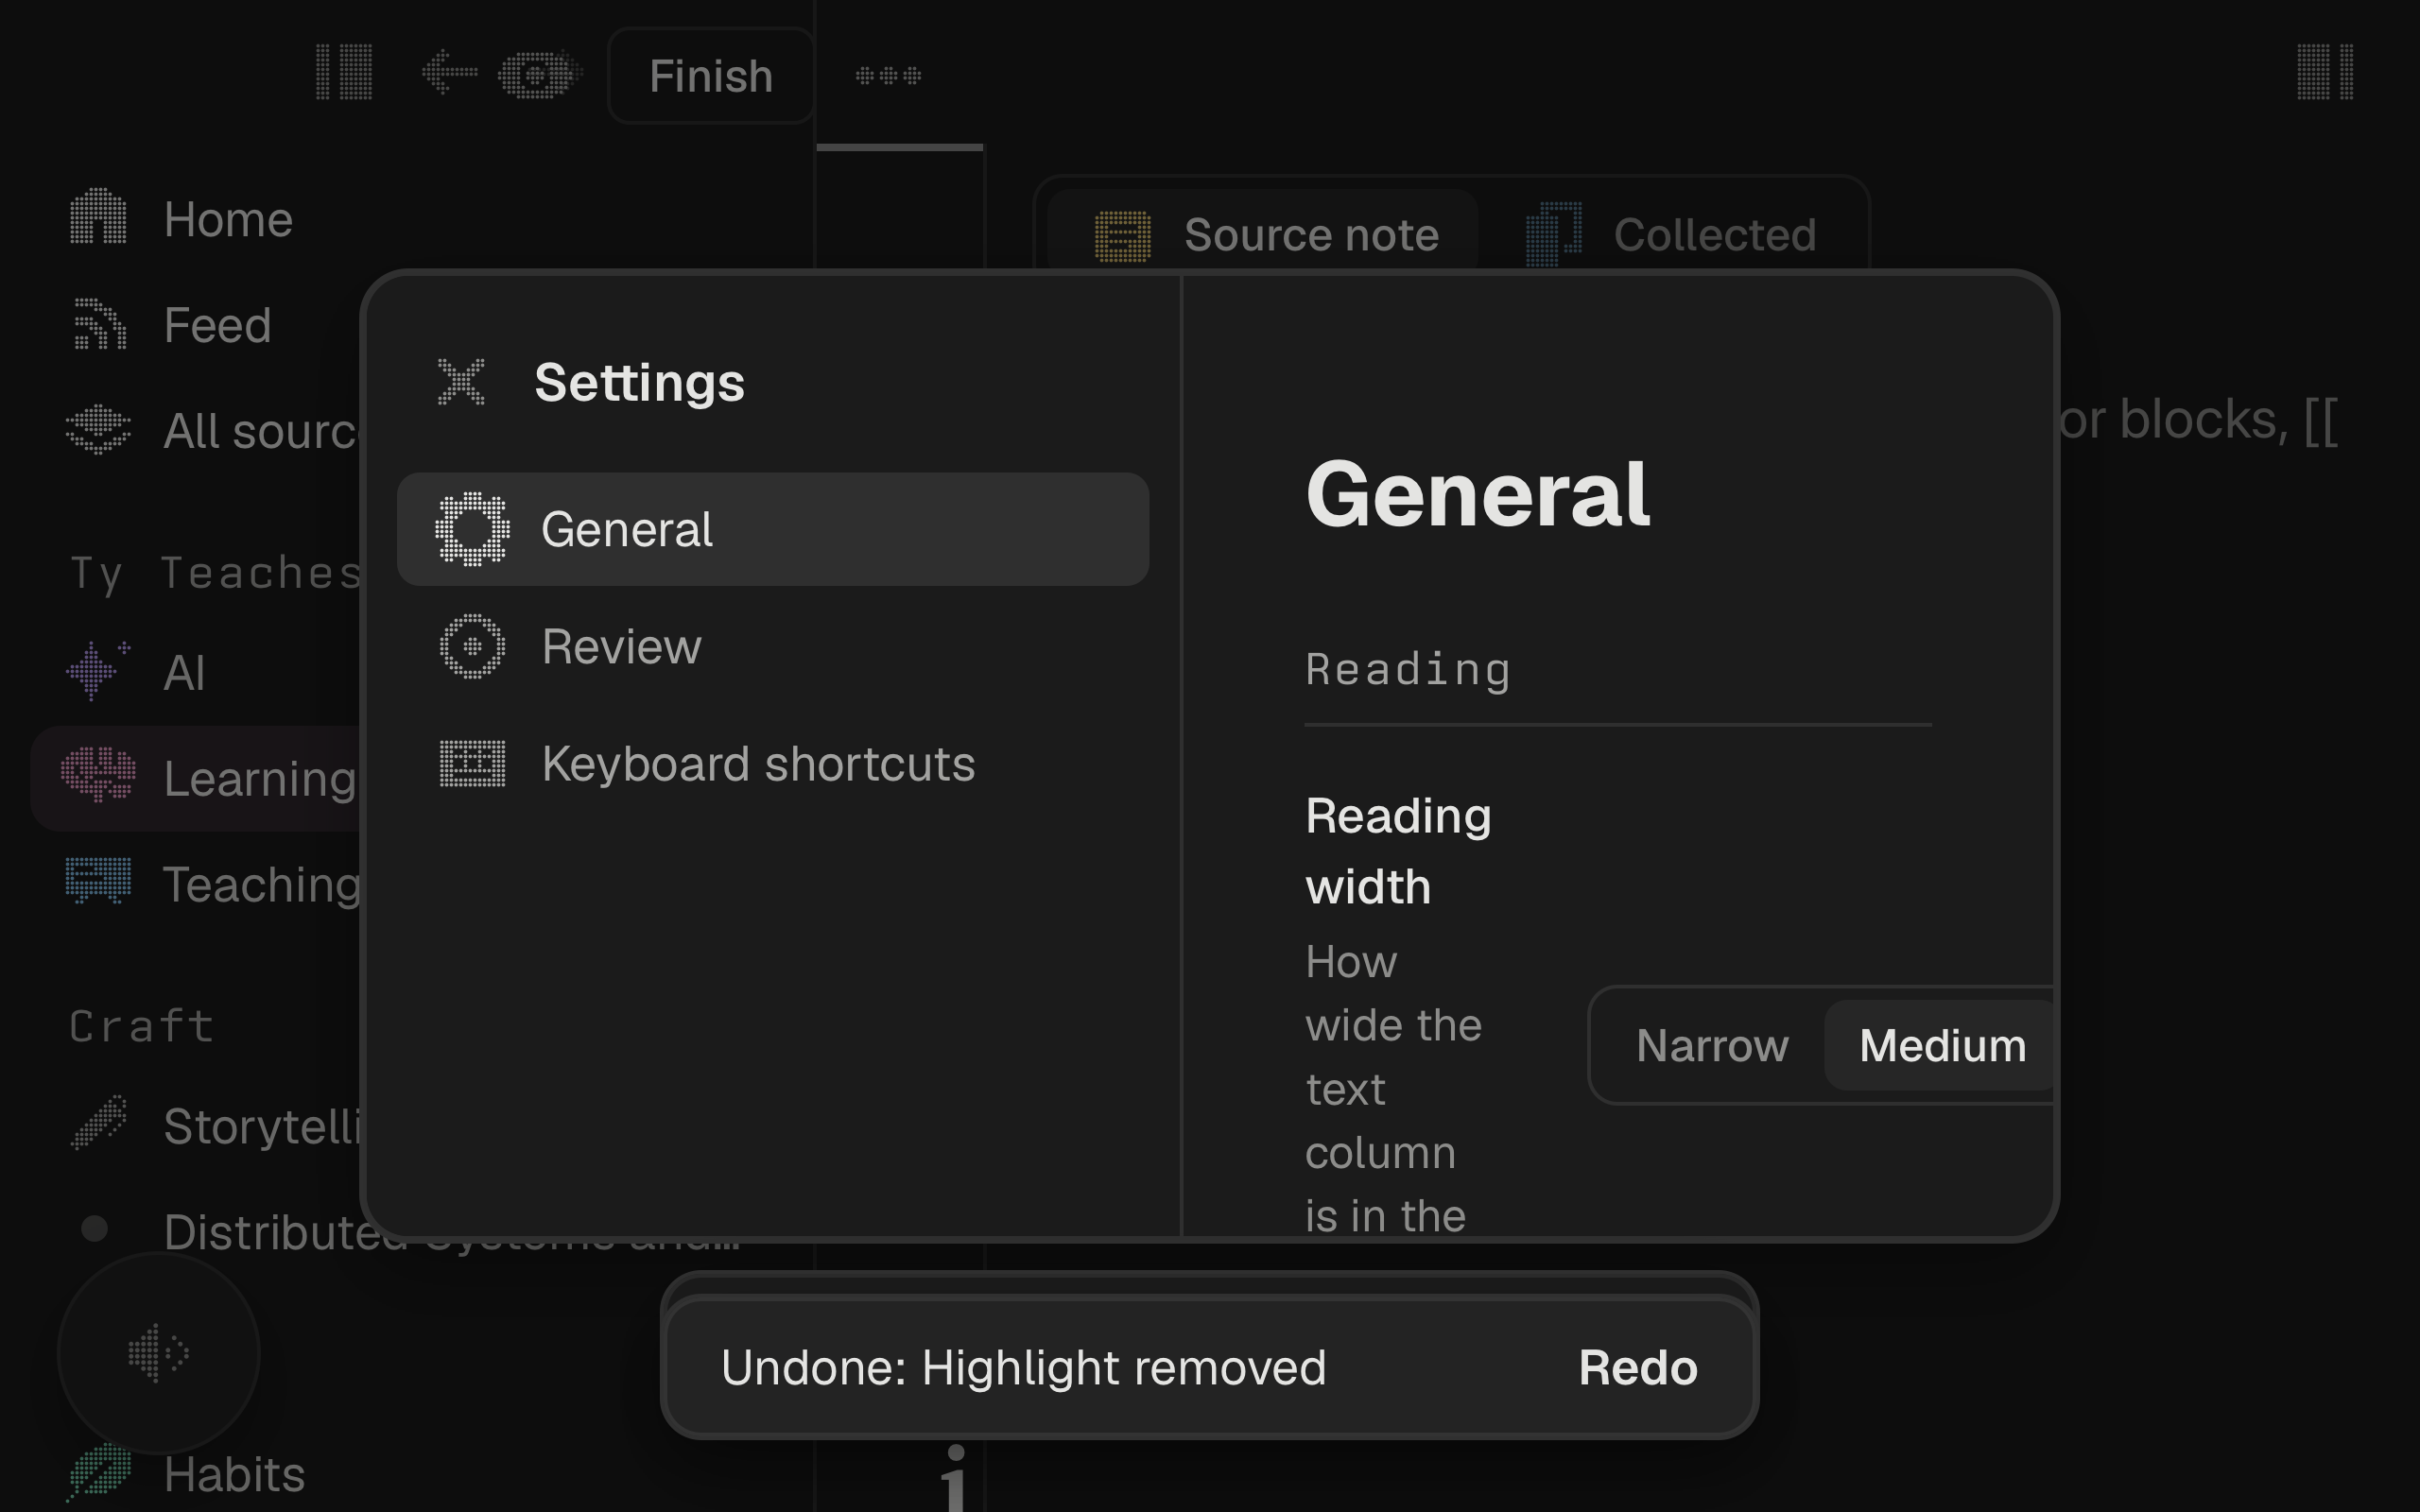 Finish
Home
Feed
All sourc
Ty Teaches
AI
Learning
Teaching
Craft
Storytelli
Distributed Systems and...
Habits
Source note
Collected
or blocks, [[
Settings
General
Review
Keyboard shortcuts
General
Reading
Reading
width
How
wide the
text
column
is in the
Narrow
Medium
Undone: Highlight removed
Redo
i